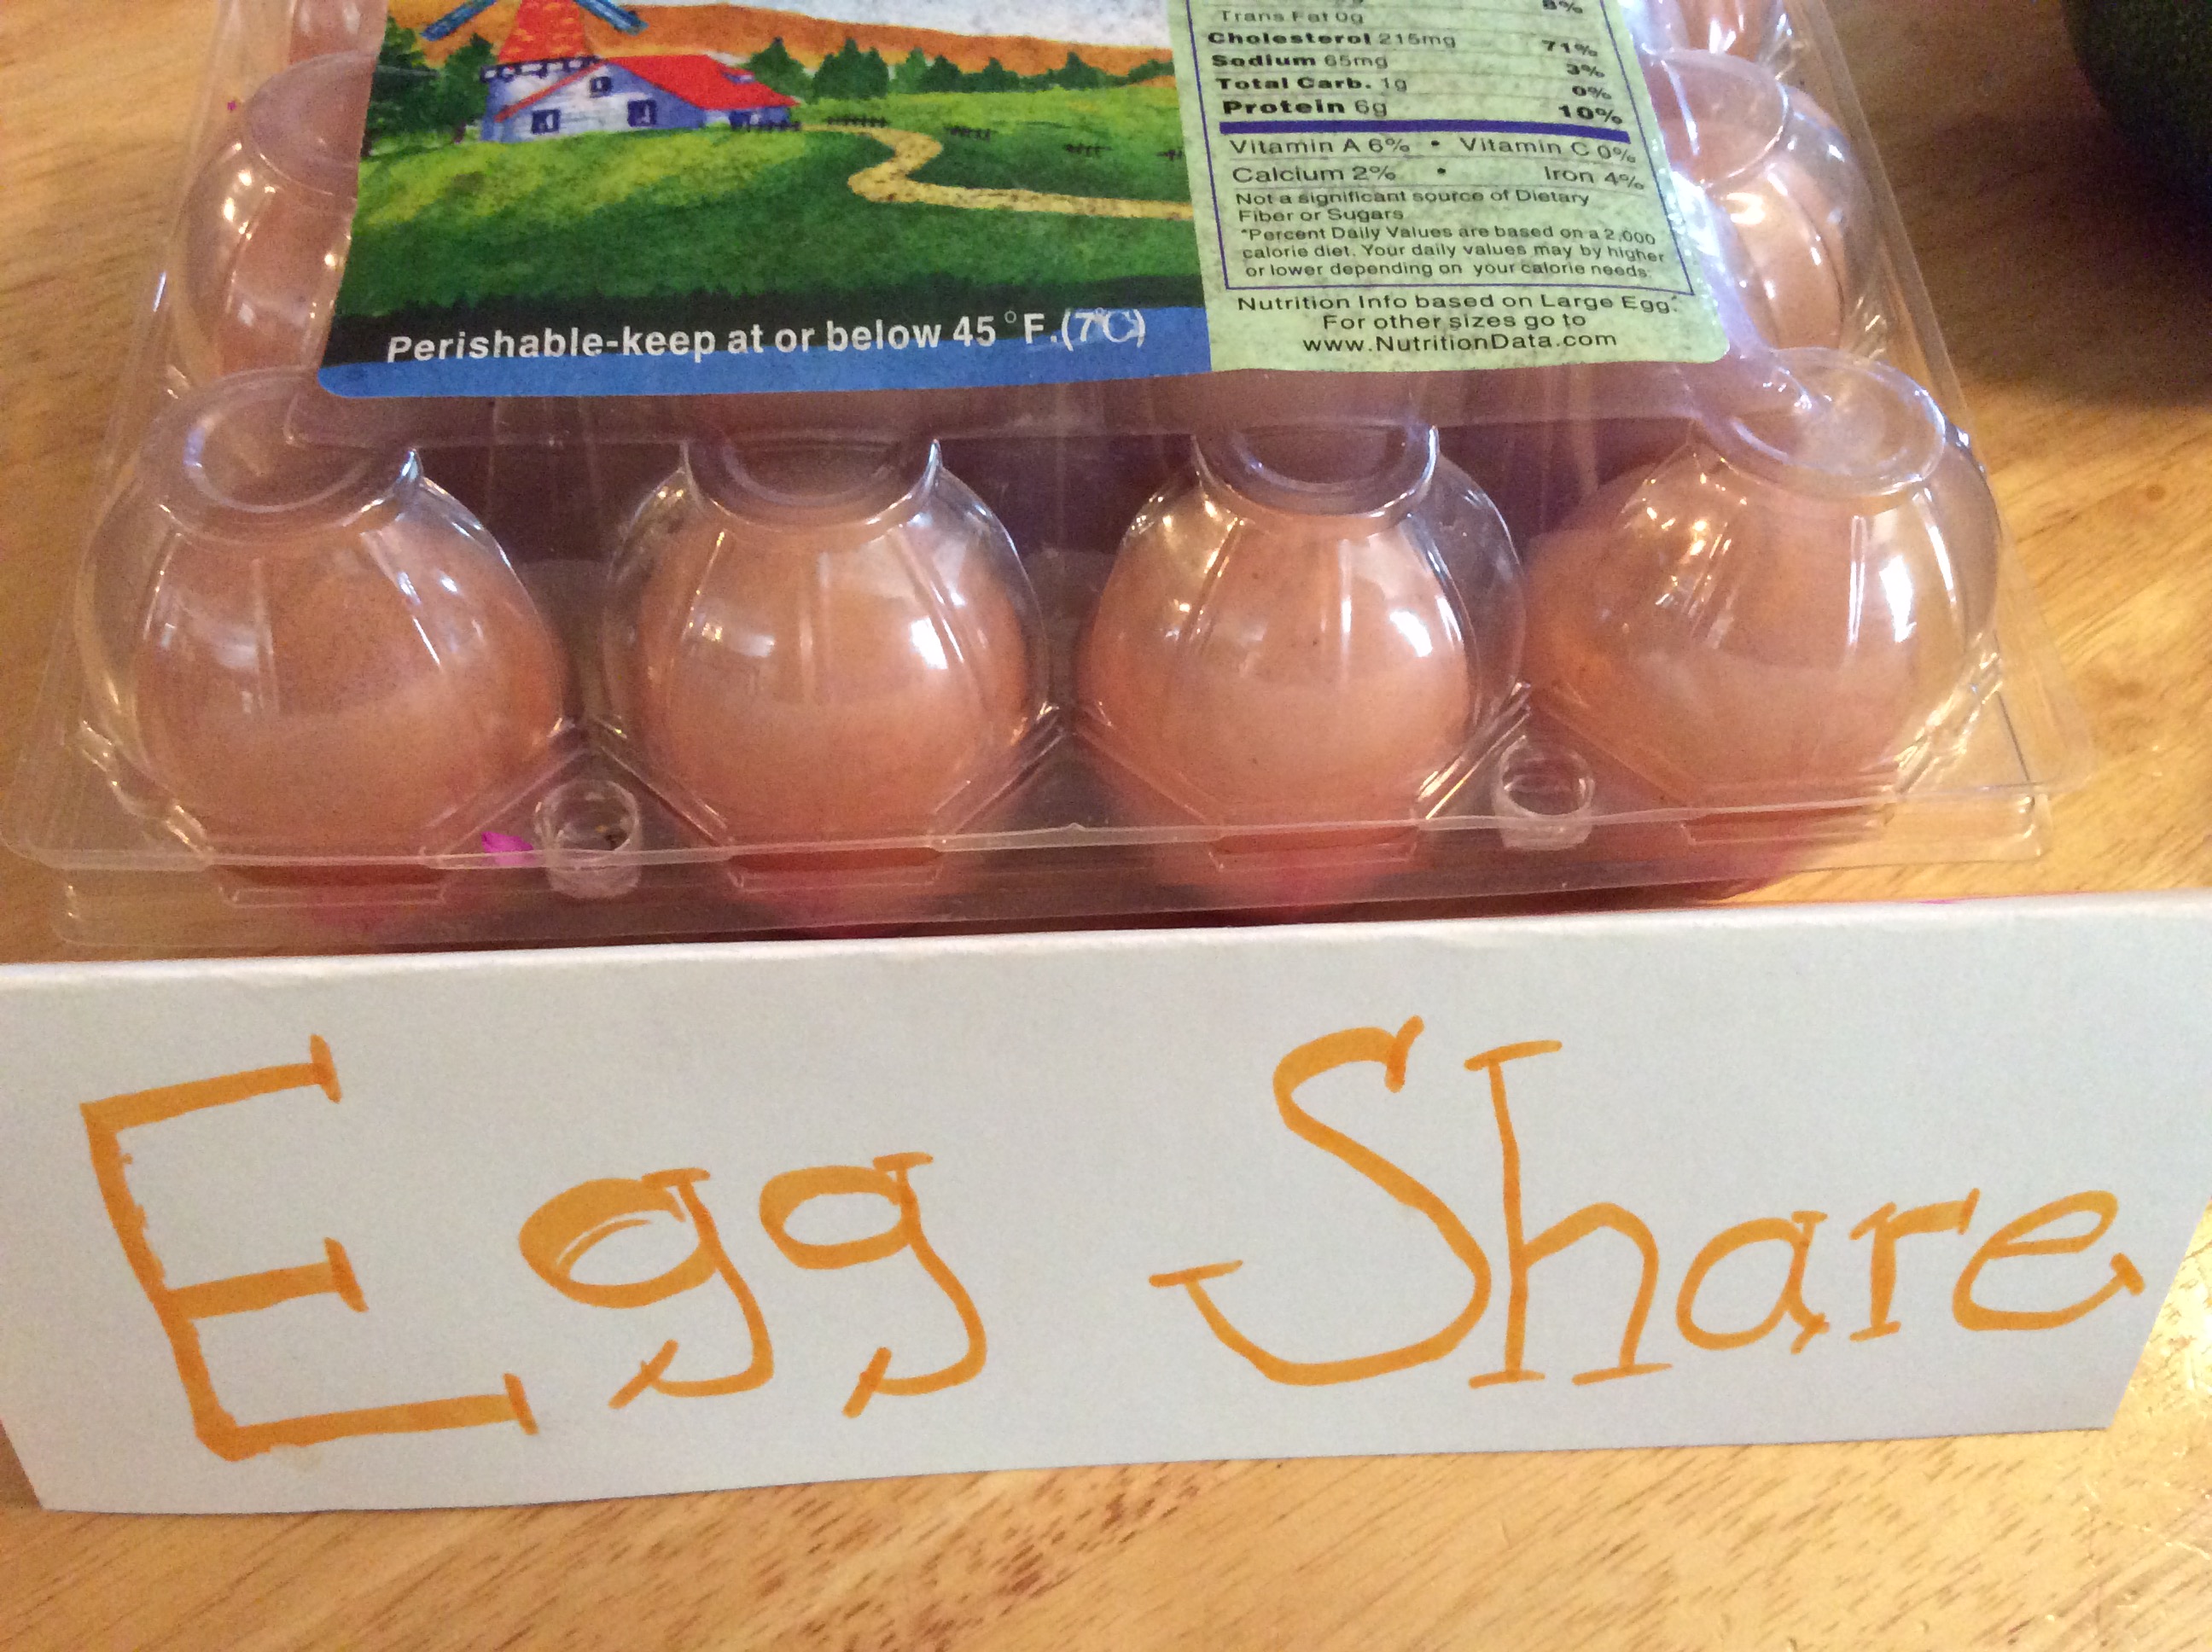 8%
Trans Fat 0g
Cholesterol 215mg 71%
Sodium 65mg 3%
Total Carb. 1g 0%
Protein 6g 10%
Vitamin A 6% • Vitamin C 0%
Calcium 2% • Iron 4%
Not a significant source of Dietary
Fiber or Sugars
*Percent Daily Values are based on a 2,000
calorie diet. Your daily values may by higher
or lower depending on your calorie needs.
Nutrition Info based on Large Egg.
For other sizes go to
www.NutritionData.com
Perishable-keep at or below 45°F.(7°C)
Egg Share